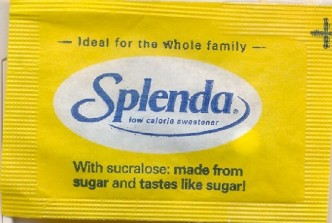 — Ideal for the whole family —
Splenda®
low calorie sweetener
With sucralose: made from
sugar and tastes like sugar!